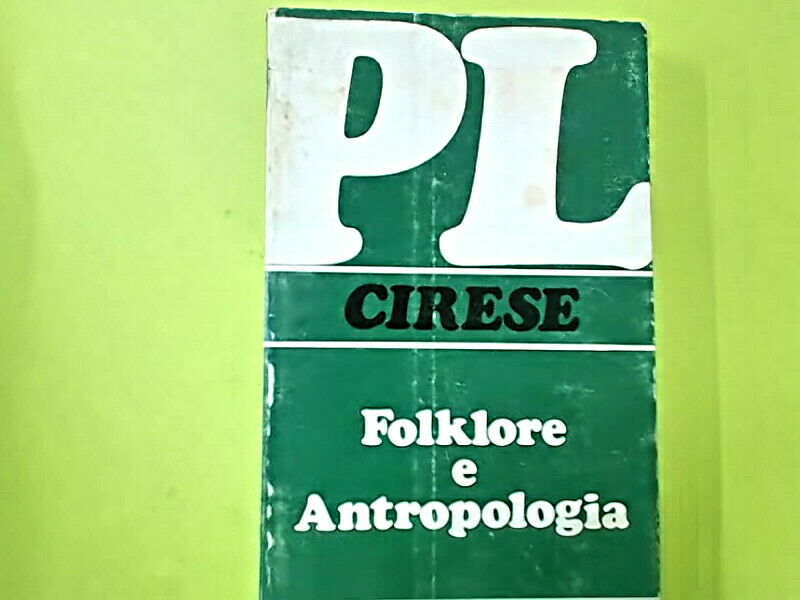 PL
CIRESE
Folklore
e
Antropologia